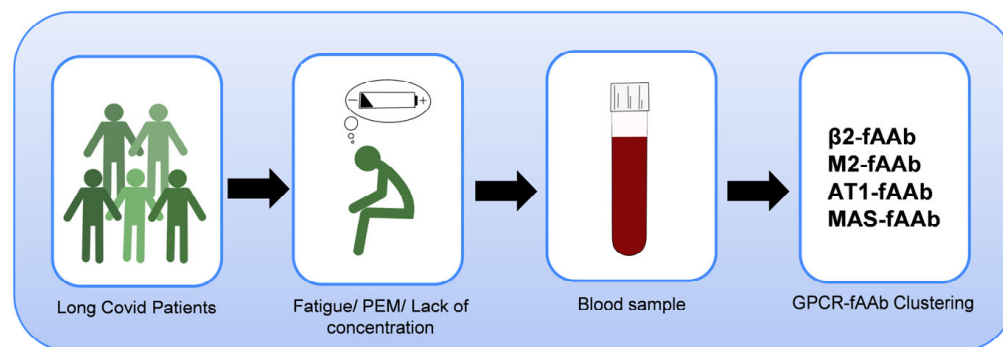 − +
β2-fAAb
M2-fAAb
AT1-fAAb
MAS-fAAb
Long Covid Patients
Fatigue/ PEM/ Lack of
concentration
Blood sample
GPCR-fAAb Clustering